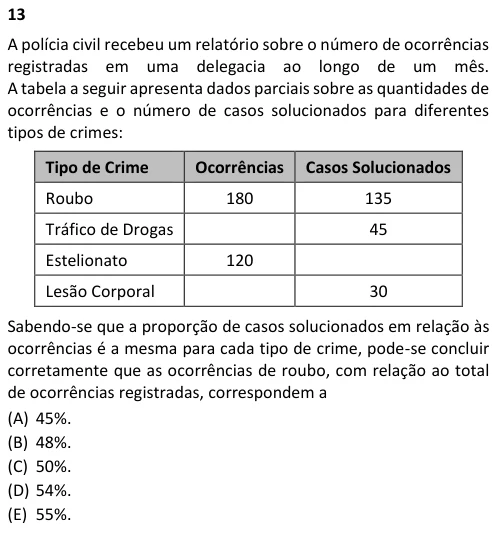 13
A polícia civil recebeu um relatório sobre o número de ocorrências
registradas em uma delegacia ao longo de um mês.
A tabela a seguir apresenta dados parciais sobre as quantidades de
ocorrências e o número de casos solucionados para diferentes
tipos de crimes:
Tipo de Crime Ocorrências Casos Solucionados
Roubo 180 135
Tráfico de Drogas 45
Estelionato 120
Lesão Corporal 30
Sabendo-se que a proporção de casos solucionados em relação às
ocorrências é a mesma para cada tipo de crime, pode-se concluir
corretamente que as ocorrências de roubo, com relação ao total
de ocorrências registradas, correspondem a
(A) 45%.
(B) 48%.
(C) 50%.
(D) 54%.
(E) 55%.